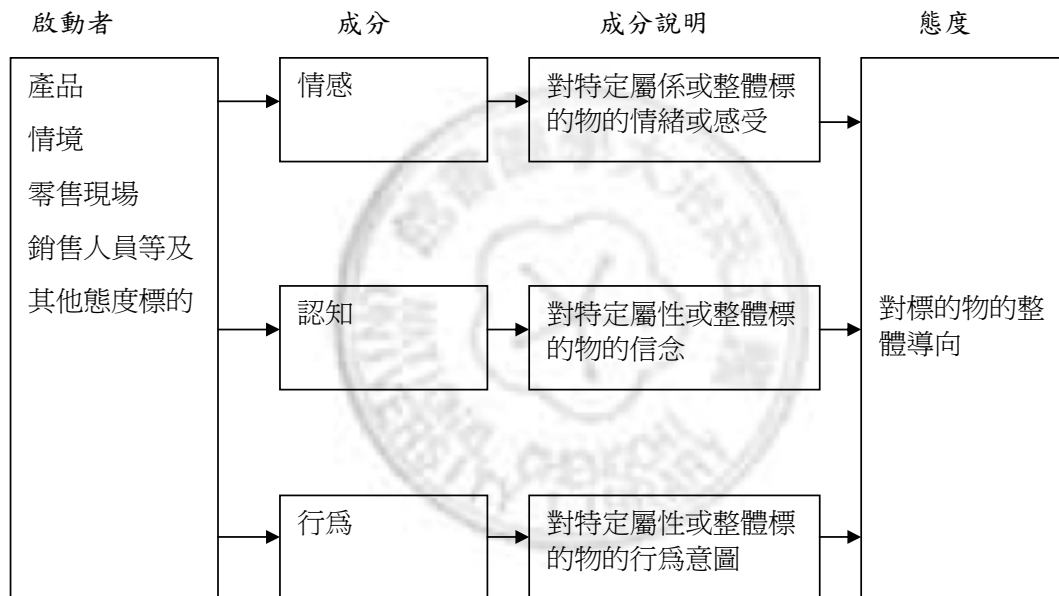 啟動者 成分 成分說明 態度
產品
情境
零售現場
銷售人員等及
其他態度標的
情感
對特定屬係或整體標
的物的情緒或感受
認知
對特定屬性或整體標
的物的信念
行為
對特定屬性或整體標
的物的行為意圖
對標的物的整
體導向
UNIVERSITY LIBRARY